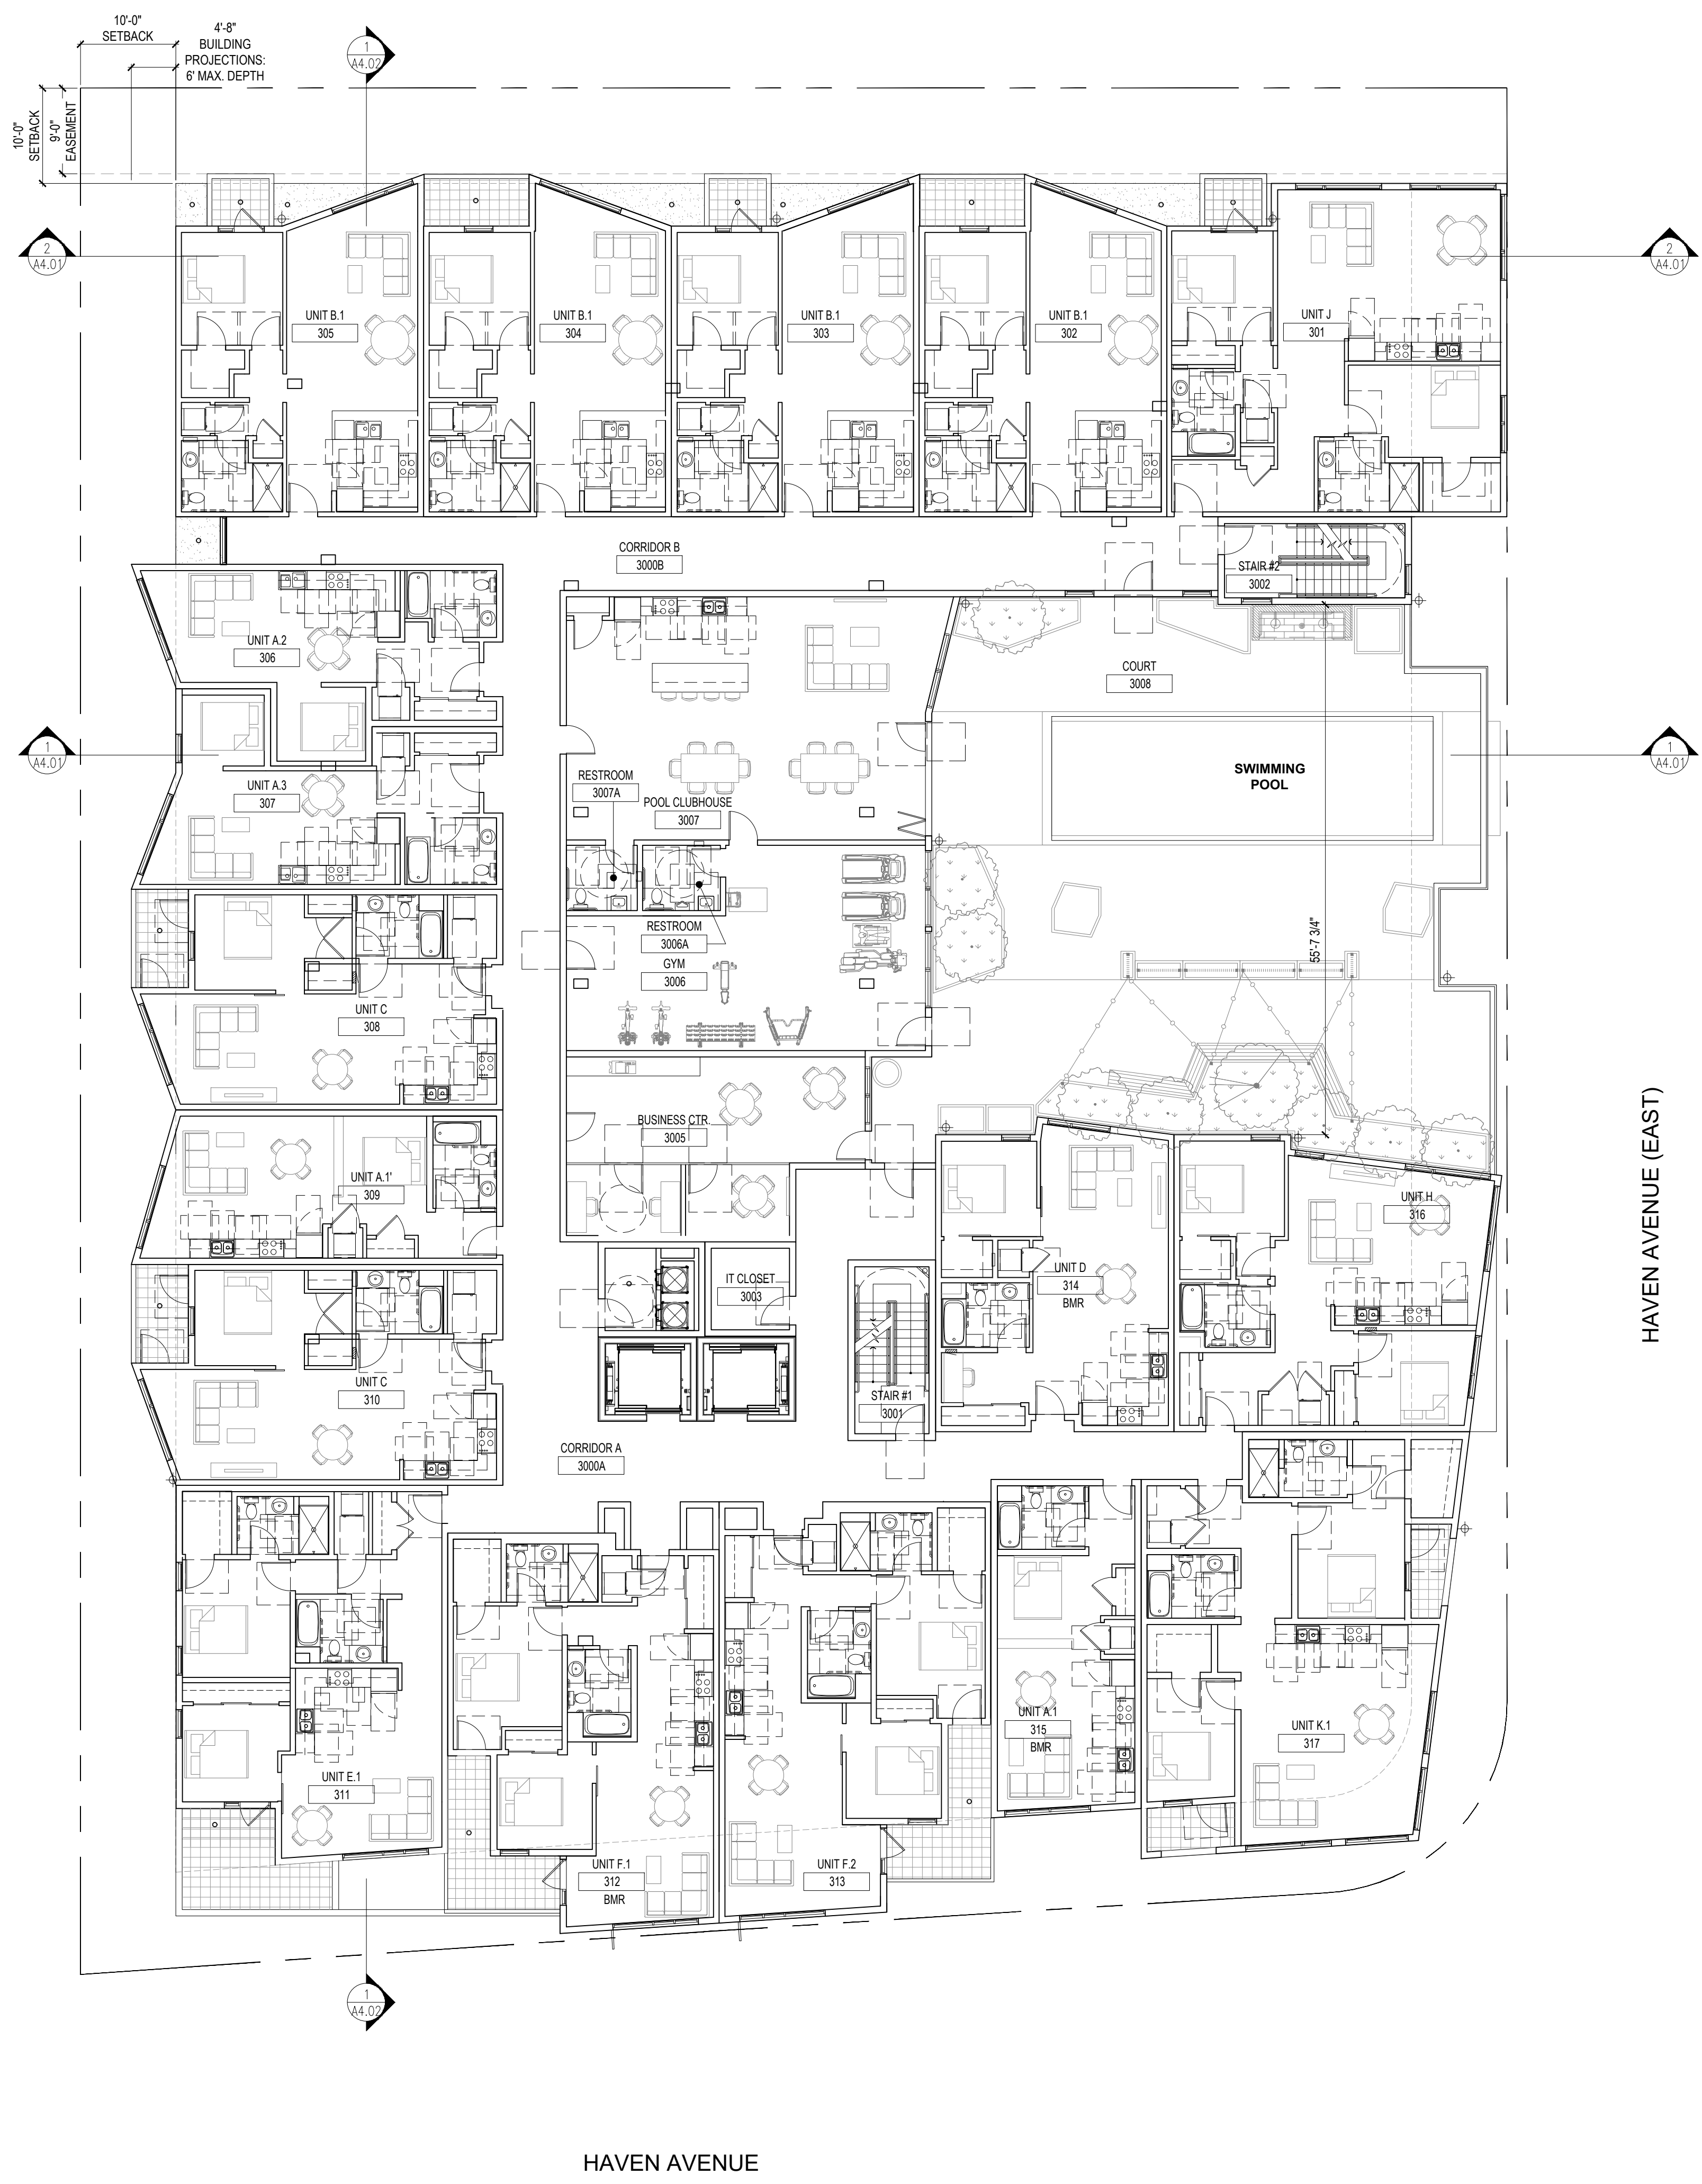 10'-0"
SETBACK
4'-8"
BUILDING
PROJECTIONS:
6' MAX. DEPTH
1
A4.02
10'-0"
SETBACK
9'-0"
EASEMENT
2
A4.01
2
A4.01
UNIT B.1
305
UNIT B.1
304
UNIT B.1
303
UNIT B.1
302
UNIT J
301
CORRIDOR B
3000B
STAIR #2
3002
UNIT A.2
306
COURT
3008
1
A4.01
1
A4.01
SWIMMING
POOL
UNIT A.3
307
RESTROOM
3007A
POOL CLUBHOUSE
3007
RESTROOM
3006A
GYM
3006
55'-7 3/4"
UNIT C
308
BUSINESS CTR.
3005
UNIT A.1'
309
UNIT H
316
UNIT D
314
BMR
IT CLOSET
3003
HAVEN AVENUE (EAST)
UNIT C
310
STAIR #1
3001
CORRIDOR A
3000A
UNIT A.1
315
BMR
UNIT K.1
317
UNIT E.1
311
UNIT F.1
312
BMR
UNIT F.2
313
1
A4.02
HAVEN AVENUE